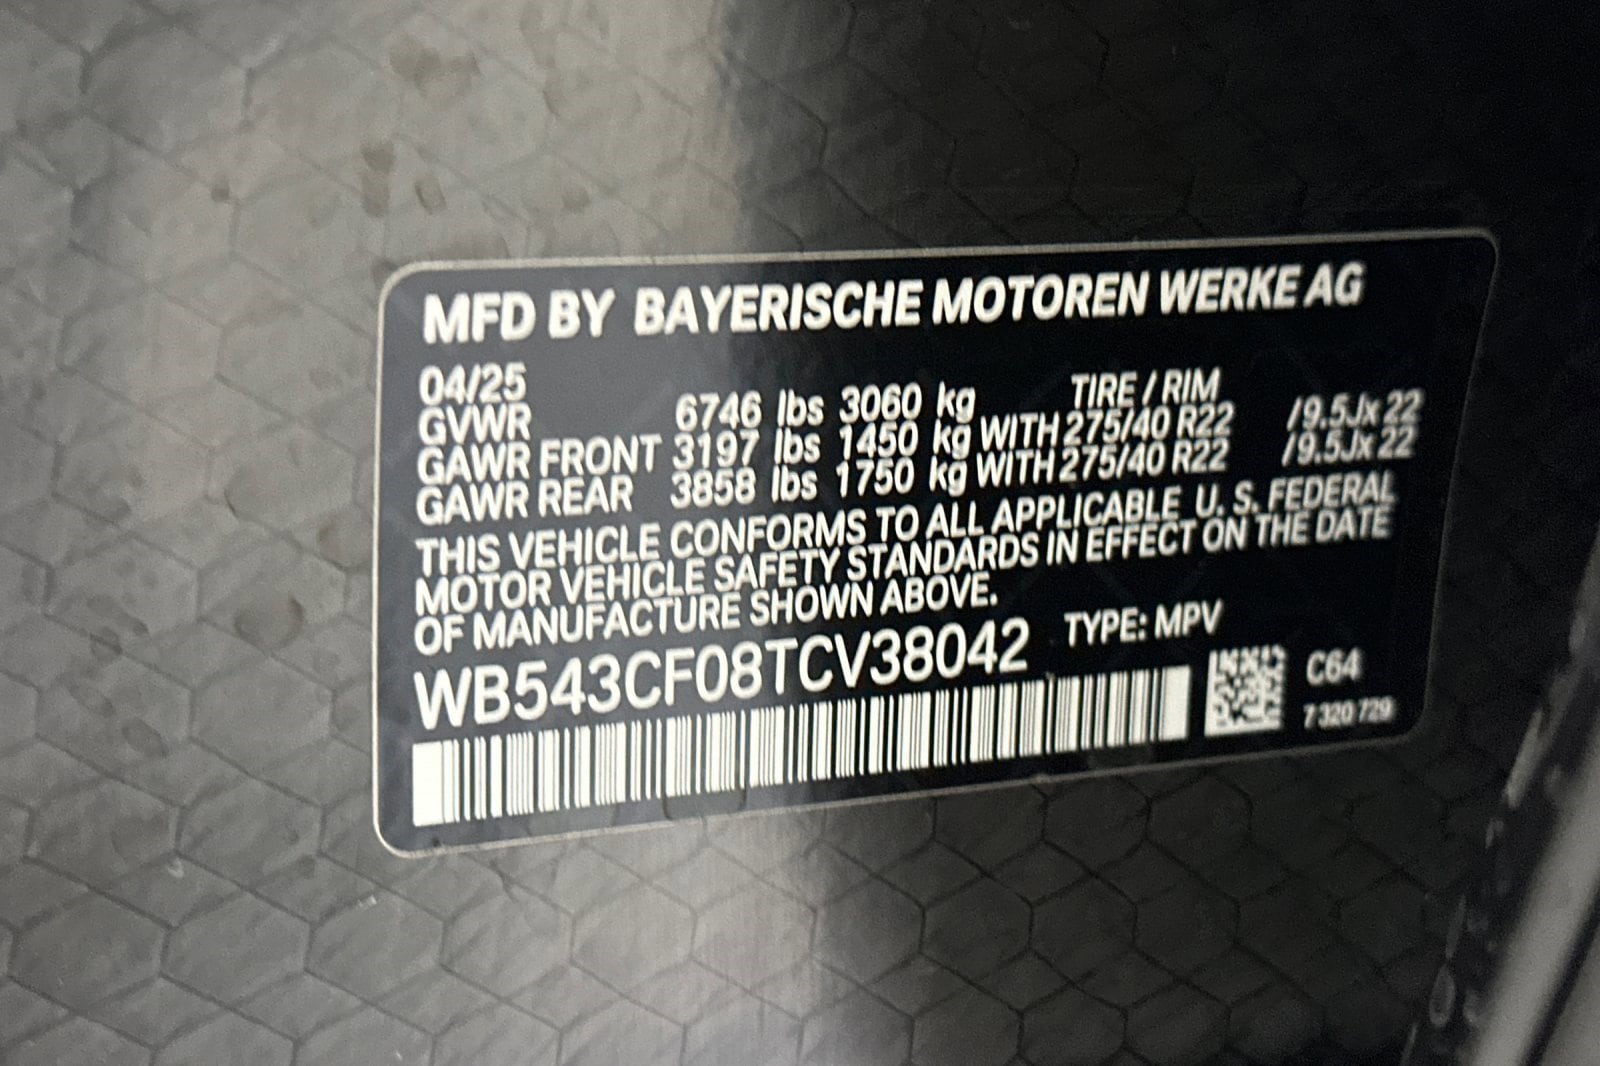 MFD BY BAYERISCHE MOTOREN WERKE AG
04/25 TIRE / RIM
GVWR 6746 lbs 3060 kg
GAWR FRONT 3197 lbs 1450 kg WITH 275/40 R22 /9.5Jx22
GAWR REAR 3858 lbs 1750 kg WITH 275/40 R22 /9.5Jx22
THIS VEHICLE CONFORMS TO ALL APPLICABLE U. S. FEDERAL
MOTOR VEHICLE SAFETY STANDARDS IN EFFECT ON THE DATE
OF MANUFACTURE SHOWN ABOVE.
WB543CF08TCV38042 TYPE: MPV
C64
7 320 729